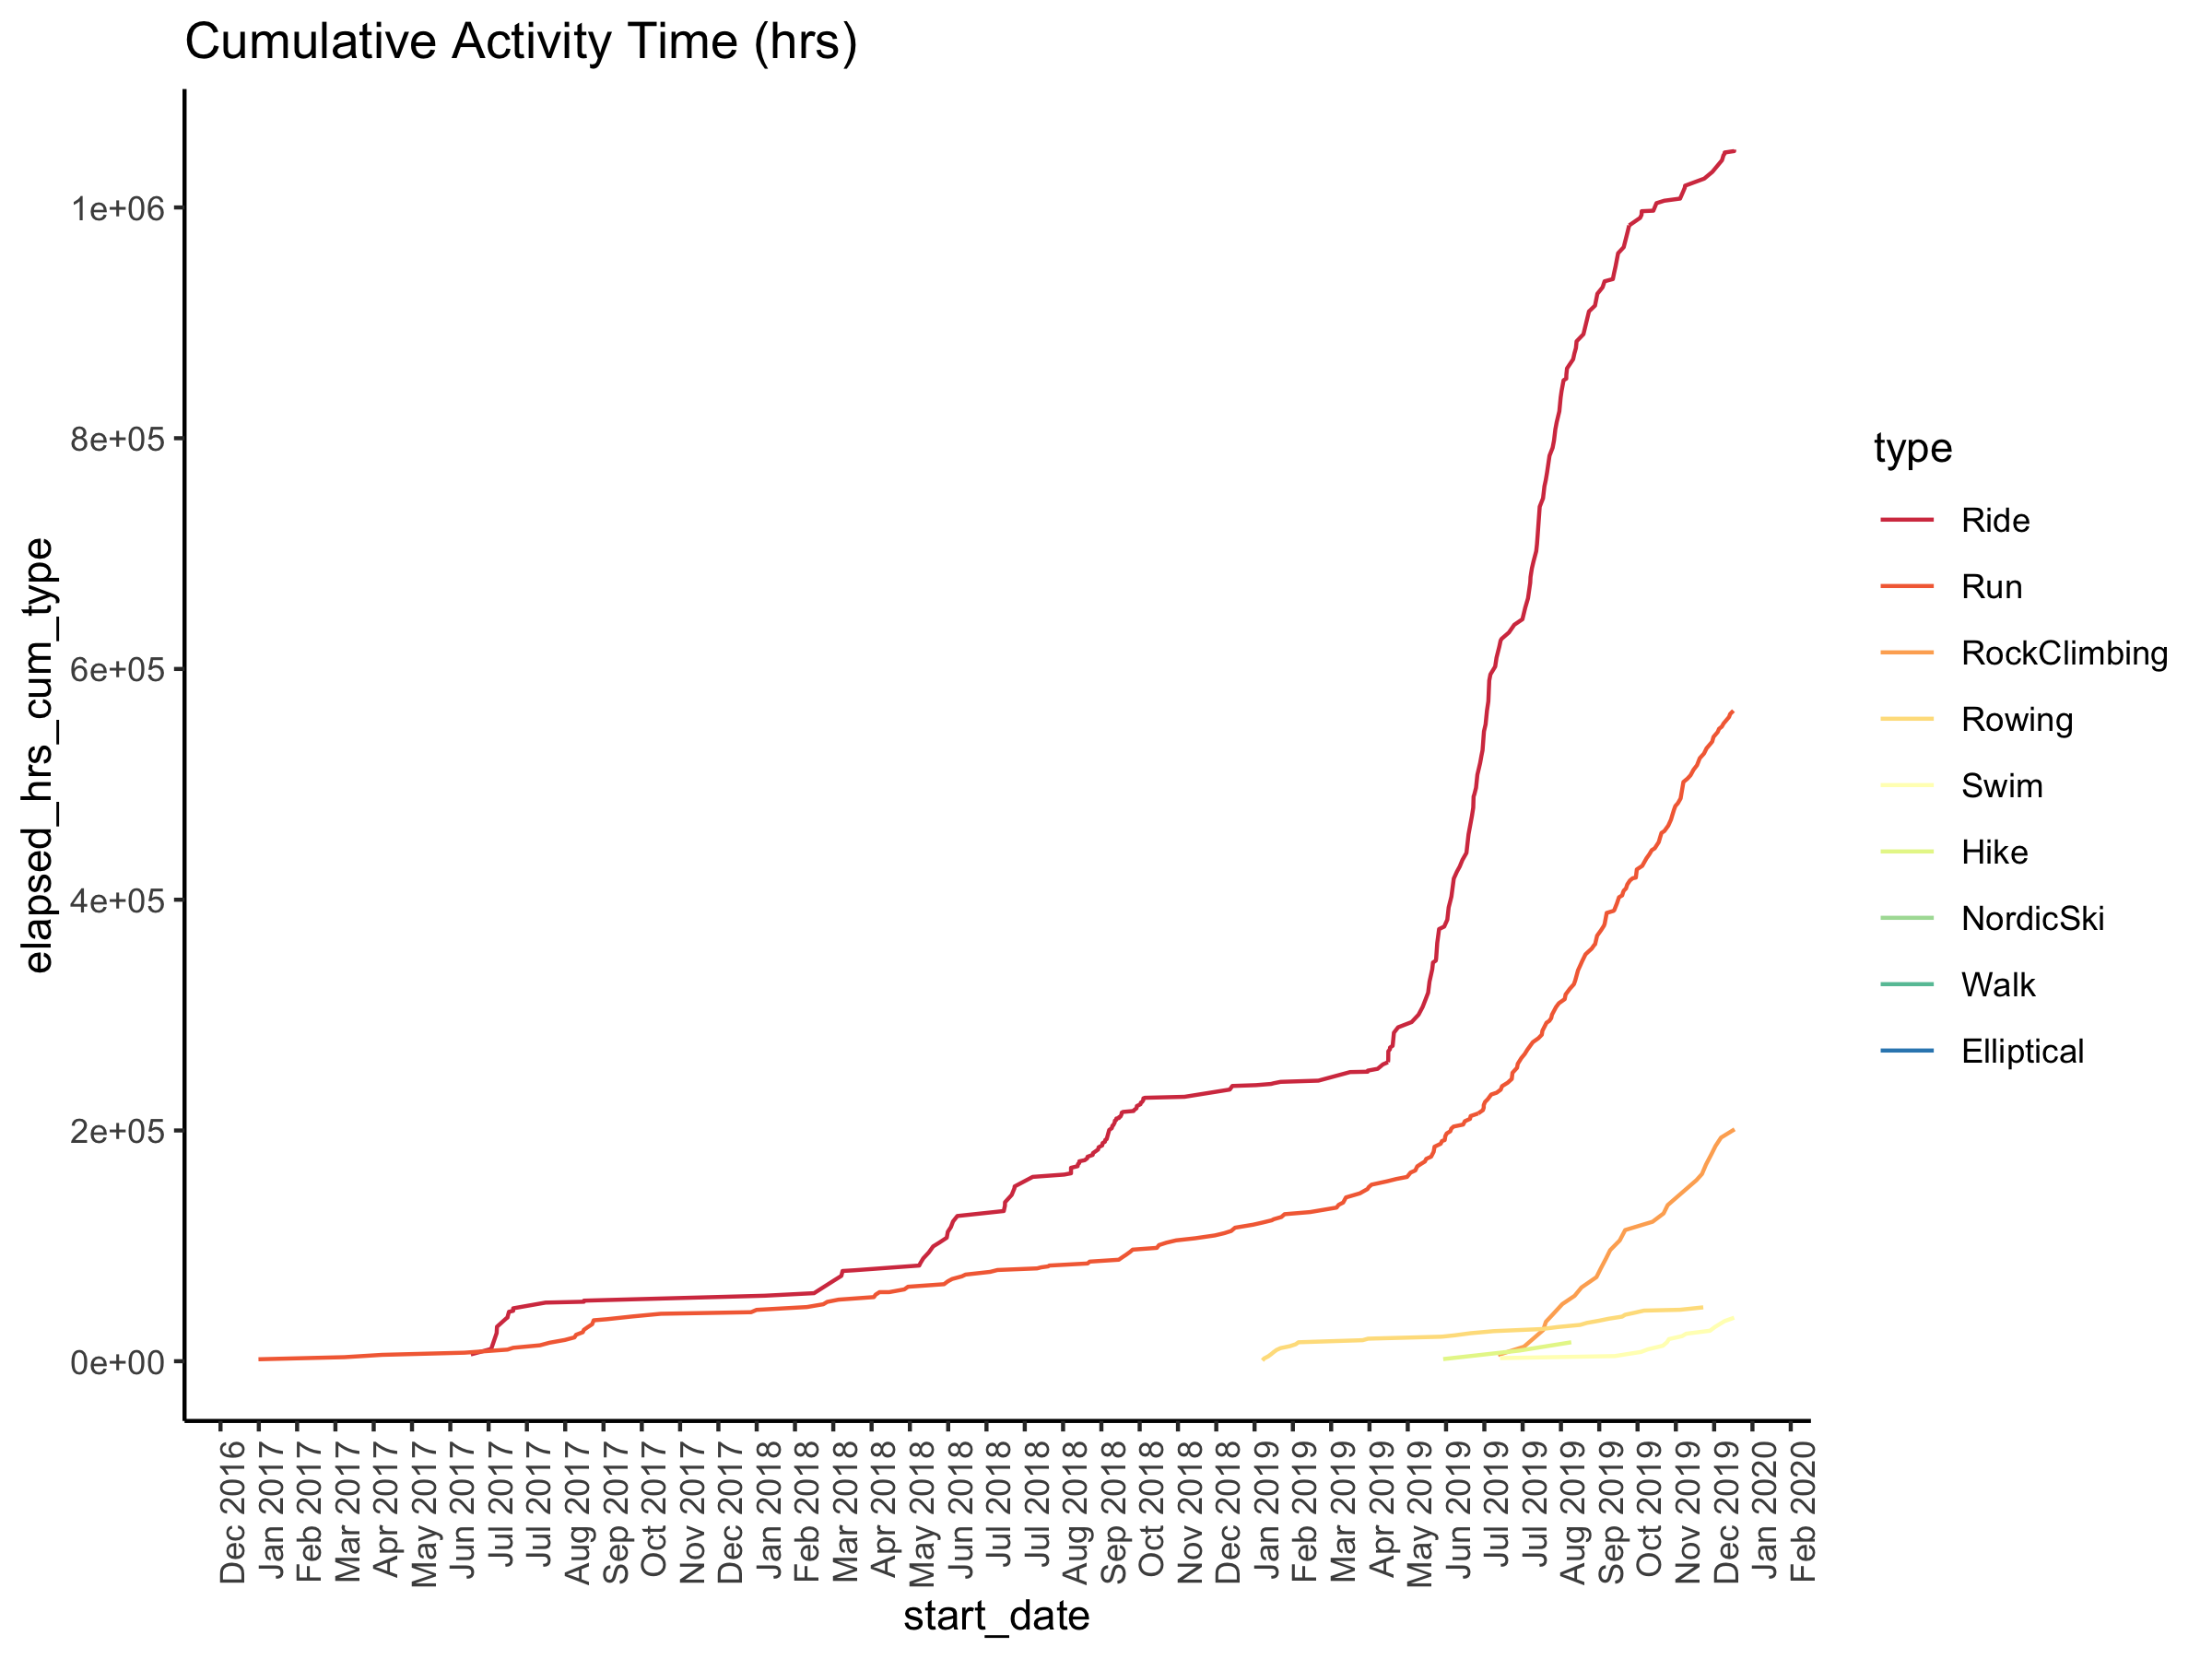 Cumulative Activity Time (hrs)
elapsed_hrs_cum_type
1e+06
8e+05
6e+05
4e+05
2e+05
0e+00
Dec 2016
Jan 2017
Feb 2017
Mar 2017
Apr 2017
May 2017
Jun 2017
Jul 2017
Jul 2017
Aug 2017
Sep 2017
Oct 2017
Nov 2017
Dec 2017
Jan 2018
Feb 2018
Mar 2018
Apr 2018
May 2018
Jun 2018
Jul 2018
Jul 2018
Aug 2018
Sep 2018
Oct 2018
Nov 2018
Dec 2018
Jan 2019
Feb 2019
Mar 2019
Apr 2019
May 2019
Jun 2019
Jul 2019
Jul 2019
Aug 2019
Sep 2019
Oct 2019
Nov 2019
Dec 2019
Jan 2020
Feb 2020
start_date
type
Ride
Run
RockClimbing
Rowing
Swim
Hike
NordicSki
Walk
Elliptical